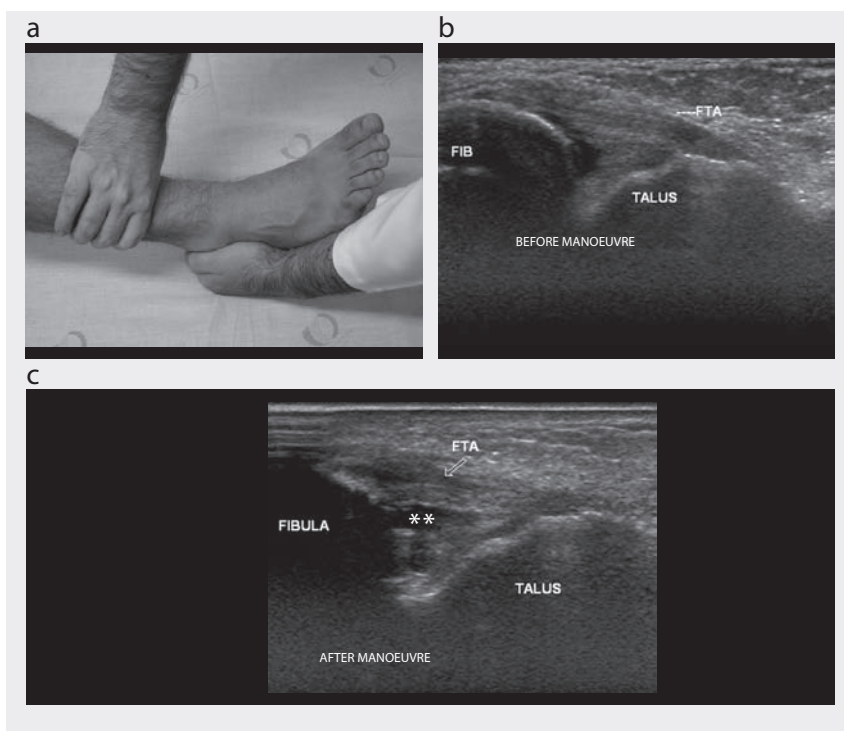 a
b
---FTA
FIB
TALUS
BEFORE MANOEUVRE
c
FTA
**
FIBULA
TALUS
AFTER MANOEUVRE